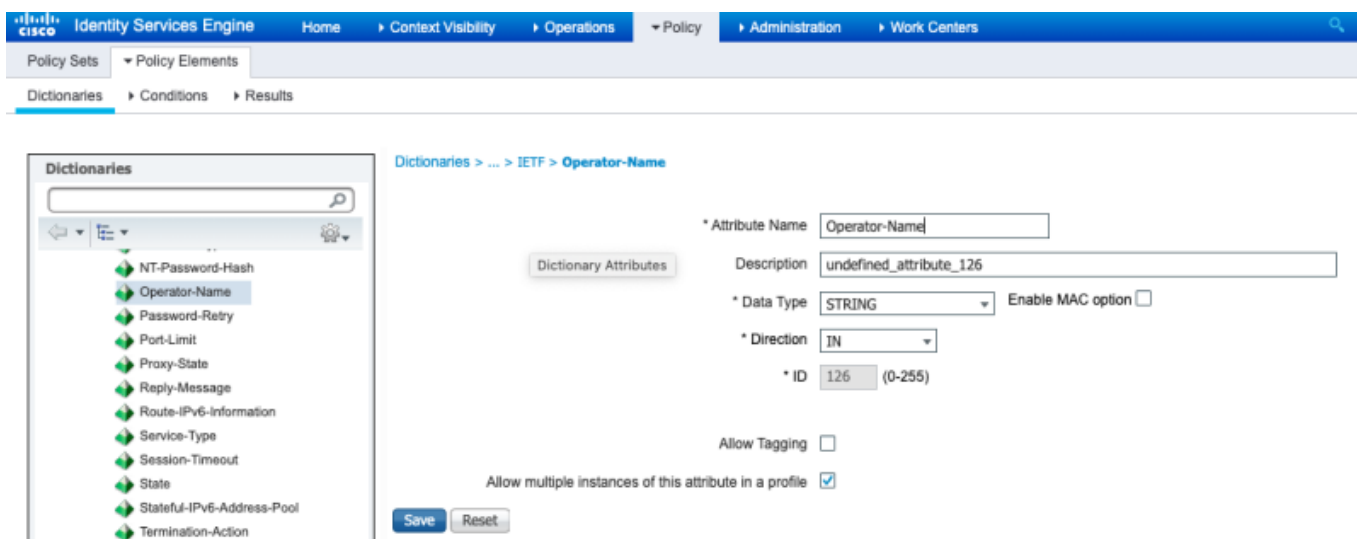 cisco Identity Services Engine Home Context Visibility Operations Policy Administration Work Centers
Policy Sets Policy Elements
Dictionaries Conditions Results
Dictionaries
Dictionaries > ... > IETF > Operator-Name
* Attribute Name Operator-Name
Dictionary Attributes
Description undefined_attribute_126
* Data Type STRING Enable MAC option
* Direction IN
* ID 126 (0-255)
Allow Tagging
Allow multiple instances of this attribute in a profile
Save Reset
NT-Password-Hash
Operator-Name
Password-Retry
Port-Limit
Proxy-State
Reply-Message
Route-IPv6-Information
Service-Type
Session-Timeout
State
Stateful-IPv6-Address-Pool
Termination-Action